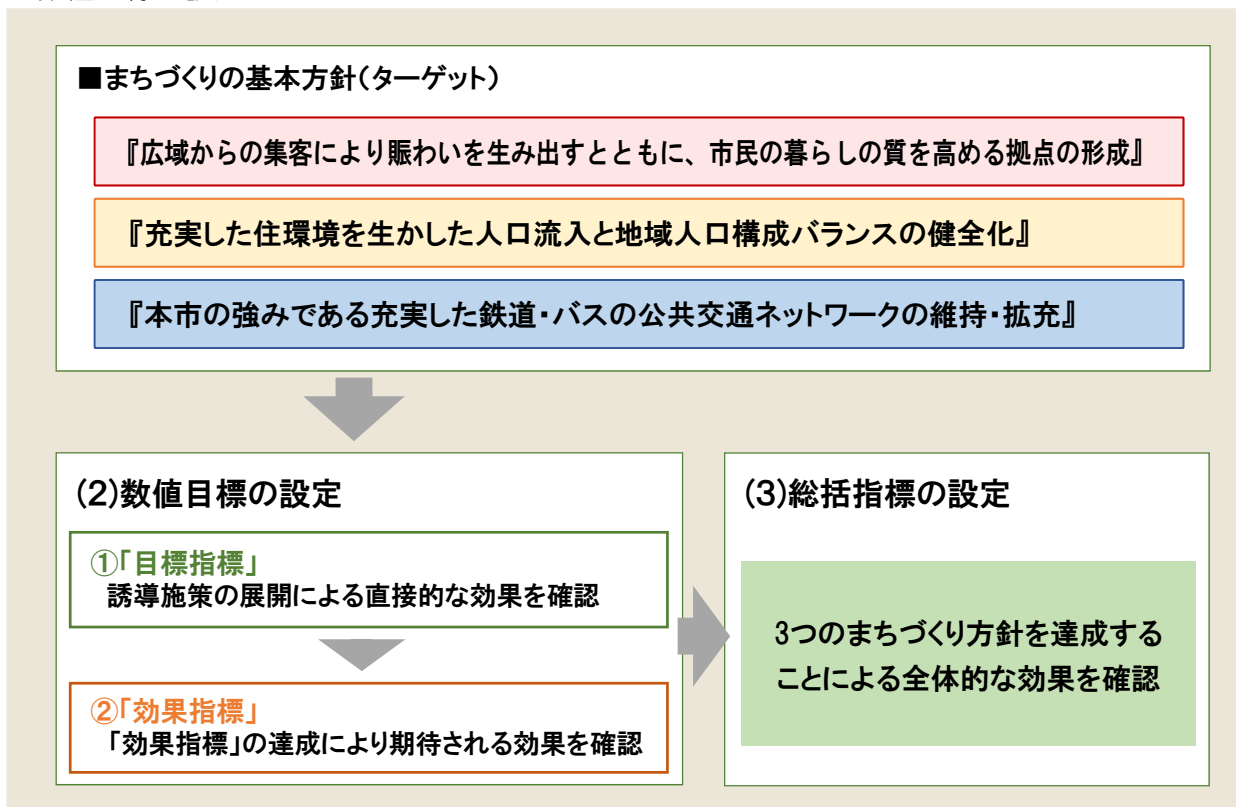 ■まちづくりの基本方針(ターゲット)
『広域からの集客により賑わいを生み出すとともに、市民の暮らしの質を高める拠点の形成』
『充実した住環境を生かした人口流入と地域人口構成バランスの健全化』
『本市の強みである充実した鉄道・バスの公共交通ネットワークの維持・拡充』
(2)数値目標の設定
①「目標指標」
誘導施策の展開による直接的な効果を確認
②「効果指標」
「効果指標」の達成により期待される効果を確認
(3)総括指標の設定
3つのまちづくり方針を達成する
ことによる全体的な効果を確認